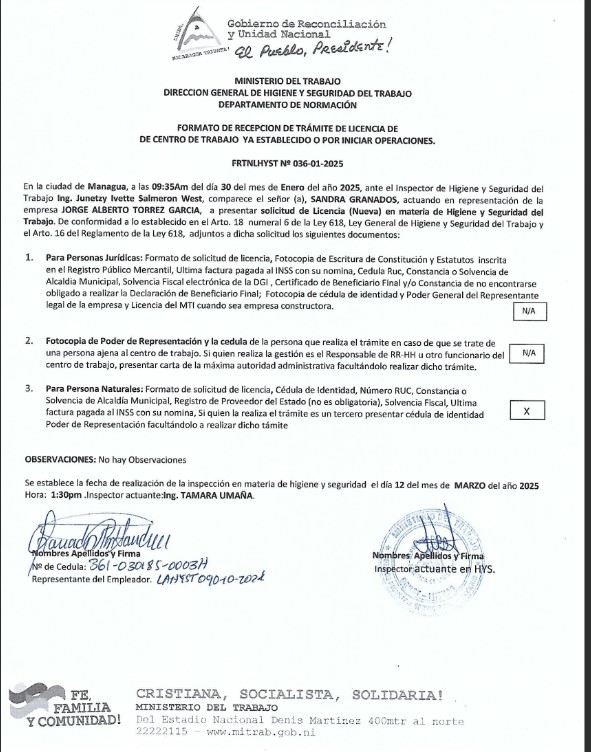 Gobierno de Reconciliación
y Unidad Nacional
El Pueblo, Presidente!
NICARAGUA TRIUNFA!
MINISTERIO DEL TRABAJO
DIRECCION GENERAL DE HIGIENE Y SEGURIDAD DEL TRABAJO
DEPARTAMENTO DE NORMACIÓN
FORMATO DE RECEPCION DE TRÁMITE DE LICENCIA DE
DE CENTRO DE TRABAJO YA ESTABLECIDO O POR INICIAR OPERACIONES.
FRTNLHYST Nº 036-01-2025
En la ciudad de Managua, a las 09:35Am del día 30 del mes de Enero del año 2025, ante el Inspector de Higiene y Seguridad del
Trabajo Ing. Junetzy Ivette Salmeron West, comparece el señor (a), SANDRA GRANADOS, actuando en representación de la
empresa JORGE ALBERTO TORREZ GARCIA, a presentar solicitud de Licencia (Nueva) en materia de Higiene y Seguridad del
Trabajo. De conformidad a lo establecido en el Arto. 18 numeral 6 de la Ley 618, Ley General de Higiene y Seguridad del Trabajo y
el Arto. 16 del Reglamento de la Ley 618, adjuntos a dicha solicitud los siguientes documentos:
1. Para Personas Jurídicas: Formato de solicitud de licencia, Fotocopia de Escritura de Constitución y Estatutos inscrita
en el Registro Público Mercantil, Ultima factura pagada al INSS con su nomina, Cedula Ruc, Constancia o Solvencia de
Alcaldía Municipal, Solvencia Fiscal electrónica de la DGI , Certificado de Beneficiario Final y/o Constancia de no encontrarse
obligado a realizar la Declaración de Beneficiario Final; Fotocopia de cédula de identidad y Poder General del Representante
legal de la empresa y Licencia del MTI cuando sea empresa constructora.
N/A
2. Fotocopia de Poder de Representación y la cedula de la persona que realiza el trámite en caso de que se trate de
una persona ajena al centro de trabajo. Si quien realiza la gestión es el Responsable de RR-HH u otro funcionario del
centro de trabajo, presentar carta de la máxima autoridad administrativa facultándolo realizar dicho trámite.
N/A
3. Para Persona Naturales: Formato de solicitud de licencia, Cédula de Identidad, Número RUC, Constancia o
Solvencia de Alcaldía Municipal, Registro de Proveedor del Estado (no es obligatorio), Solvencia Fiscal, Ultima
factura pagada al INSS con su nomina, Si quien la realiza el trámite es un tercero presentar cédula de identidad
Poder de Representación facultándolo a realizar dicho támite
X
OBSERVACIONES: No hay Observaciones
Se establece la fecha de realización de la inspección en materia de higiene y seguridad el día 12 del mes de MARZO del año 2025
Hora: 1:30pm .Inspector actuante:Ing. TAMARA UMAÑA.
Nombres Apellidos y Firma
Nº de Cedula: 361-030185-0003H
Representante del Empleador. LAHYST09010-2024
Nombres Apellidos y Firma
Inspector actuante en HYS.
FE,
FAMILIA
Y COMUNIDAD!
CRISTIANA, SOCIALISTA, SOLIDARIA!
MINISTERIO DEL TRABAJO
Del Estadio Nacional Denis Martinez 400mtr al norte
22222115 - www.mitrab.gob.ni